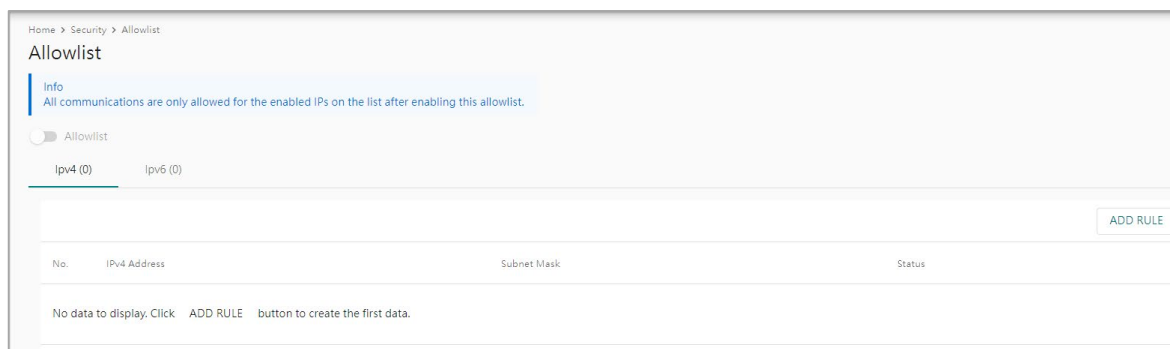 Home > Security > Allowlist
Allowlist
Info
All communications are only allowed for the enabled IPs on the list after enabling this allowlist.
Allowlist
Ipv4 (0) Ipv6 (0)
ADD RULE
No. IPv4 Address Subnet Mask Status
No data to display. Click ADD RULE button to create the first data.